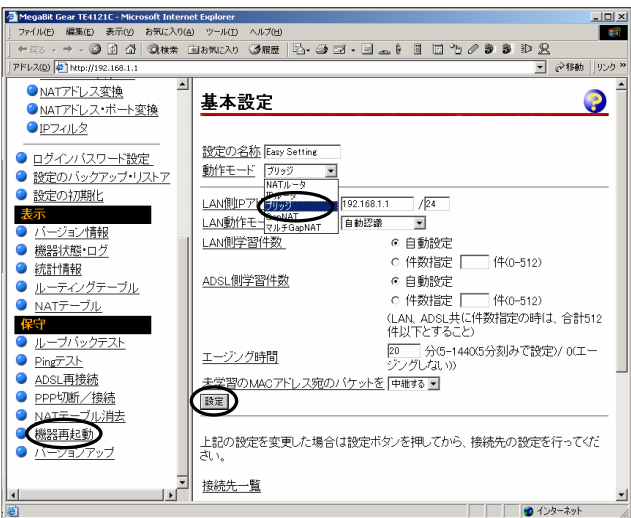 MegaBit Gear TE4121C - Microsoft Internet Explorer
ファイル(F) 編集(E) 表示(V) お気に入り(A) ツール(T) ヘルプ(H)
戻る 検索 お気に入り 履歴
アドレス(D) http://192.168.1.1 移動 リンク »
NATアドレス変換
NATアドレス・ポート変換
IPフィルタ
ログインパスワード設定
設定のバックアップ・リストア
設定の初期化
表示
バージョン情報
機器状態・ログ
統計情報
ルーティングテーブル
NATテーブル
保守
ループバックテスト
Pingテスト
ADSL再接続
PPP切断/接続
NATテーブル消去
機器再起動
バージョンアップ
基本設定
設定の名称 Easy Setting
動作モード ブリッジ
NATルータ
IPルータ
ブリッジ
GapNAT
マルチGapNAT
LAN側IPア 192.168.1.1 /24
LAN動作モー 自動認識
LAN側学習件数 自動設定
件数指定 件(0-512)
ADSL側学習件数 自動設定
件数指定 件(0-512)
(LAN、ADSL共に件数指定の時は、合計512
件以下とすること)
エージング時間 20 分(5-1440(5分刻みで設定)/ 0(エー
ジングしない))
未学習のMACアドレス宛のパケットを 中継する
設定
上記の設定を変更した場合は設定ボタンを押してから、接続先の設定を行ってくだ
さい。
接続先一覧
インターネット